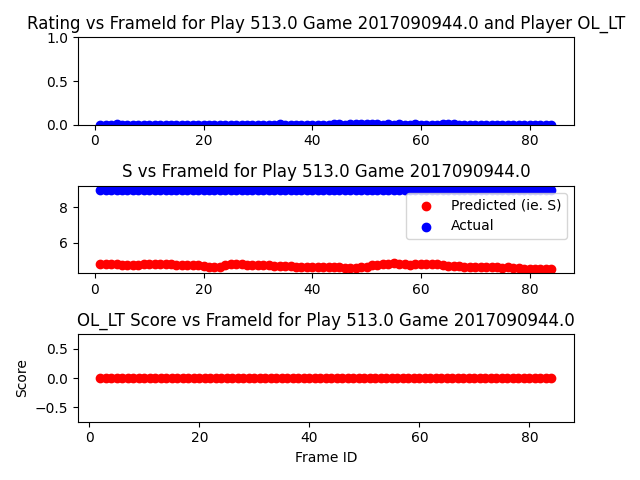 Rating vs FrameId for Play 513.0 Game 2017090944.0 and Player OL_LT
1.0
0.5
0.0
0 20 40 60 80
S vs FrameId for Play 513.0 Game 2017090944.0
8
6
Predicted (ie. S)
Actual
0 20 40 60 80
OL_LT Score vs FrameId for Play 513.0 Game 2017090944.0
Score
0.5
0.0
−0.5
0 20 40 60 80
Frame ID